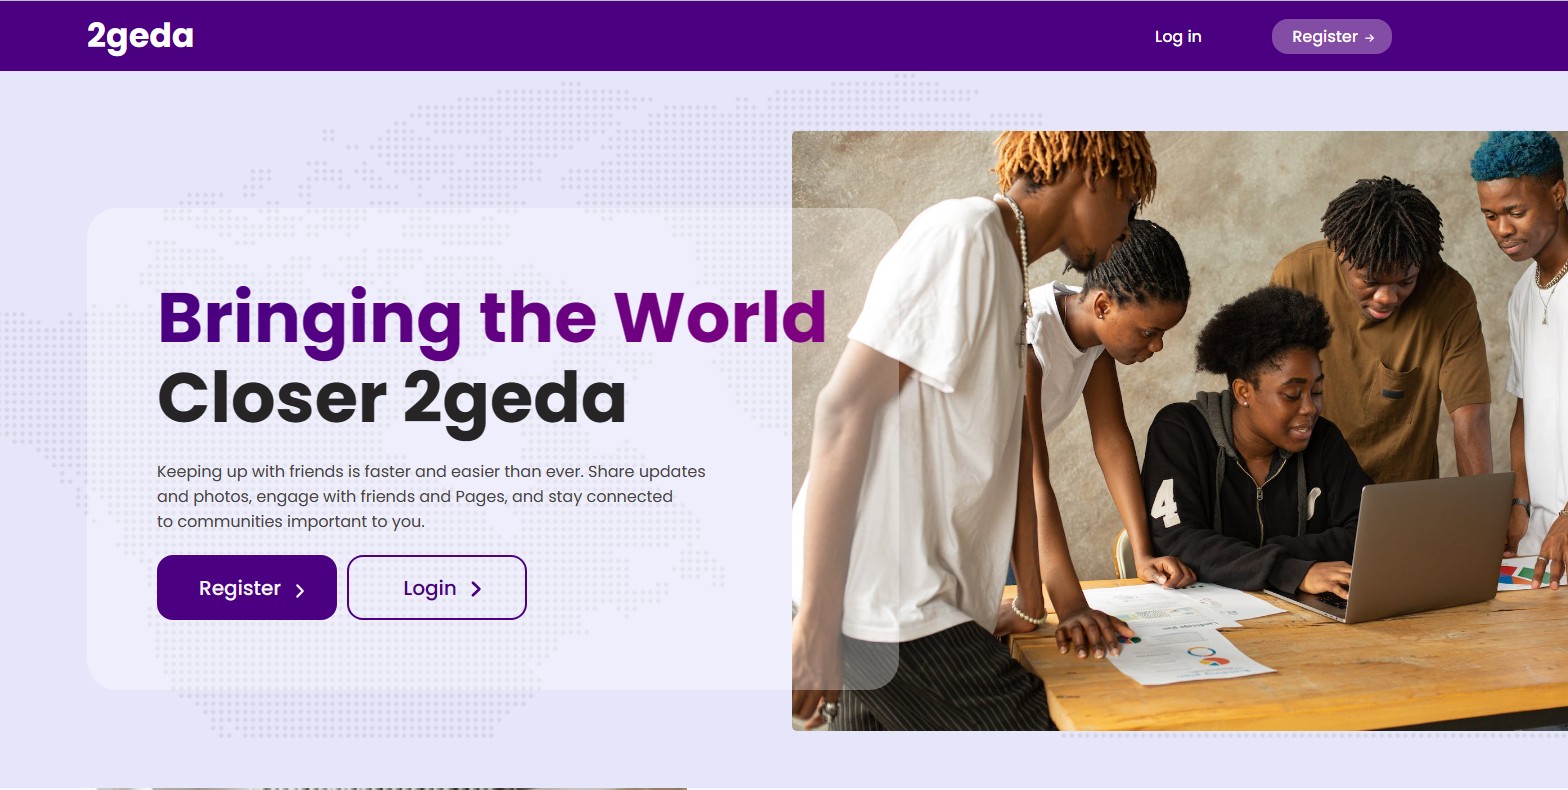 2geda
Log in
Register →
Bringing the World
Closer 2geda
Keeping up with friends is faster and easier than ever. Share updates
and photos, engage with friends and Pages, and stay connected
to communities important to you.
Register
Login
4